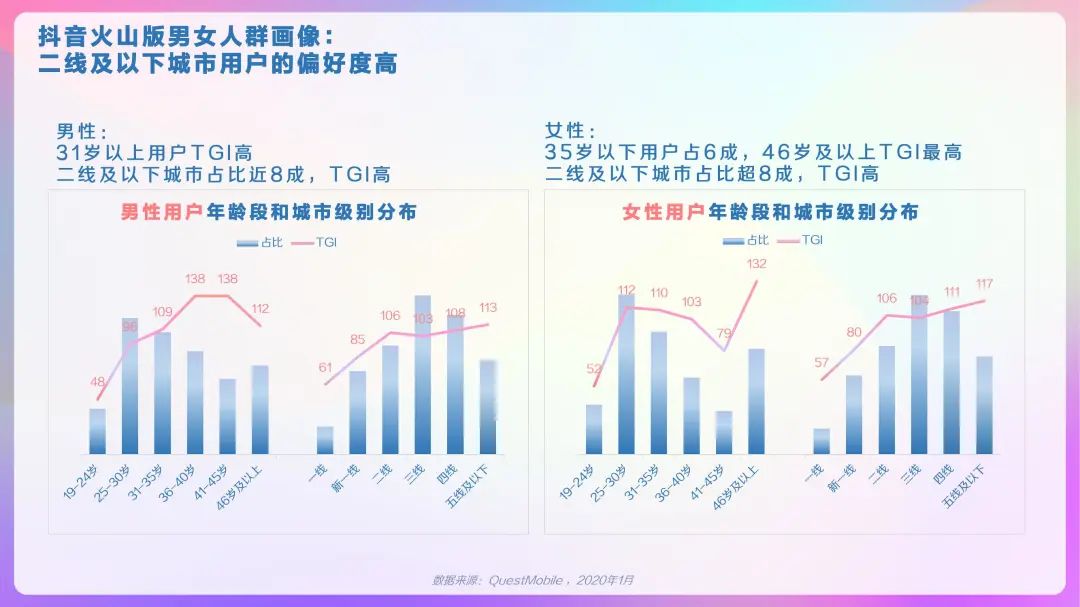 抖音火山版男女人群画像：
二线及以下城市用户的偏好度高
男性：
31岁以上用户TGI高
二线及以下城市占比近8成，TGI高
男性用户年龄段和城市级别分布
占比 TGI
48 96 109 138 138 112 61 85 106 103 108 113
19-24岁 25-30岁 31-35岁 36-40岁 41-45岁 46岁及以上 一线 新一线 二线 三线 四线 五线及以下
女性：
35岁以下用户占6成，46岁及以上TGI最高
二线及以下城市占比超8成，TGI高
女性用户年龄段和城市级别分布
占比 TGI
52 112 110 103 79 132 57 80 106 104 111 117
19-24岁 25-30岁 31-35岁 36-40岁 41-45岁 46岁及以上 一线 新一线 二线 三线 四线 五线及以下
数据来源：QuestMobile，2020年1月